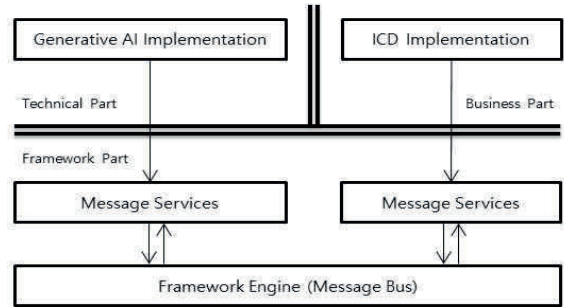 Generative AI Implementation
ICD Implementation
Technical Part
Business Part
Framework Part
Message Services
Message Services
Framework Engine (Message Bus)